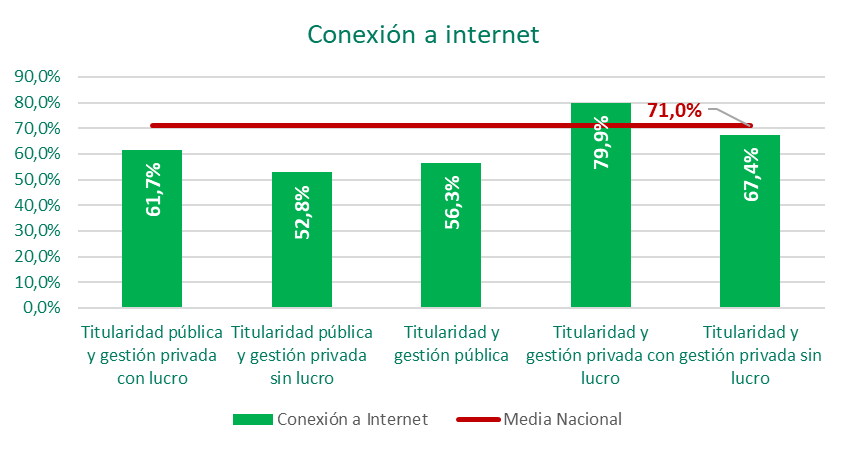 Conexión a internet
90,0%
80,0%
70,0%
60,0%
50,0%
40,0%
30,0%
20,0%
10,0%
0,0%
71,0%
61,7%
52,8%
56,3%
79,9%
67,4%
Titularidad pública
y gestión privada
con lucro
Titularidad pública
y gestión privada
sin lucro
Titularidad y
gestión pública
Titularidad y
gestión privada con
lucro
Titularidad y
gestión privada sin
lucro
Conexión a Internet
Media Nacional